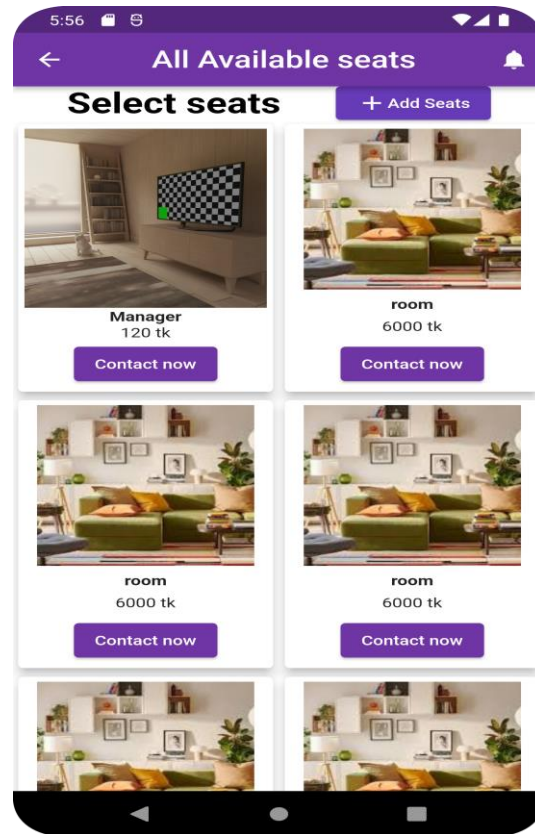 5:56
All Available seats
Select seats
+ Add Seats
Manager
120 tk
Contact now
room
6000 tk
Contact now
room
6000 tk
Contact now
room
6000 tk
Contact now